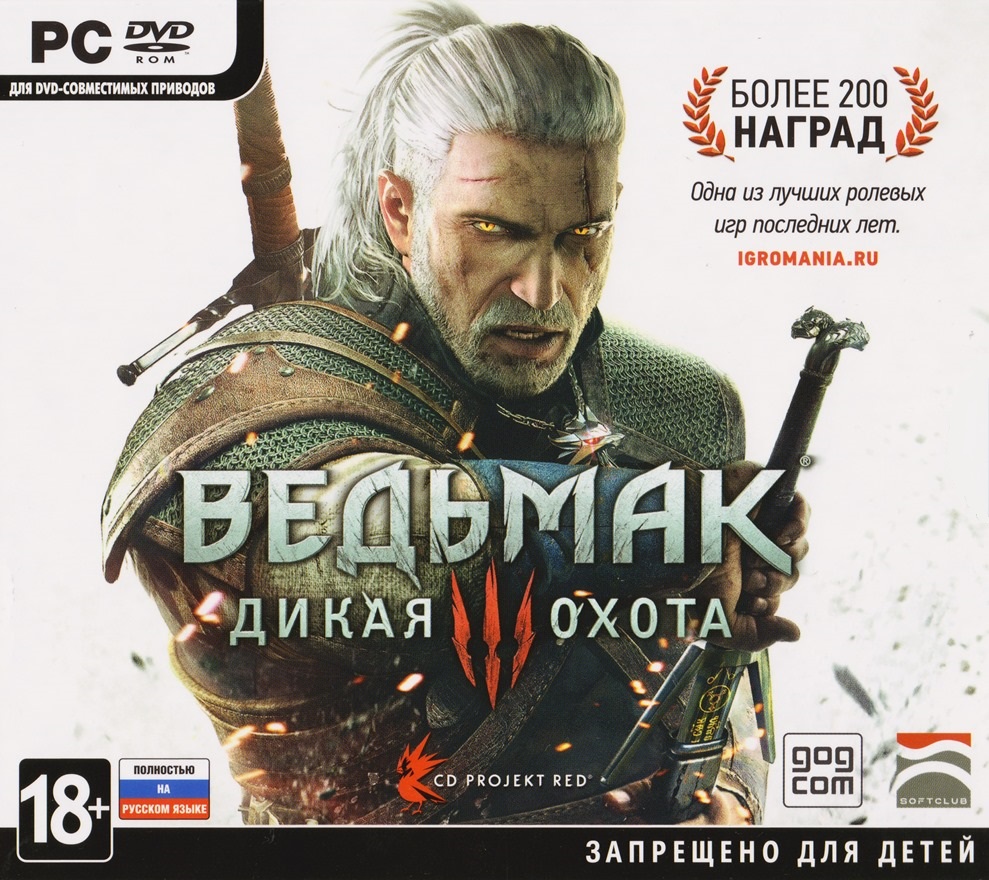 PC DVD
ROM
ДЛЯ DVD-СОВМЕСТИМЫХ ПРИВОДОВ
БОЛЕЕ 200
НАГРАД
Одна из лучших ролевых
игр последних лет.
IGROMANIA.RU
ВЕДЬМАК®
ДИКАЯ III ОХОТА
CD PROJEKT RED®
gog
com
SOFTCLUB
18+
ПОЛНОСТЬЮ
НА
РУССКОМ ЯЗЫКЕ
ЗАПРЕЩЕНО ДЛЯ ДЕТЕЙ